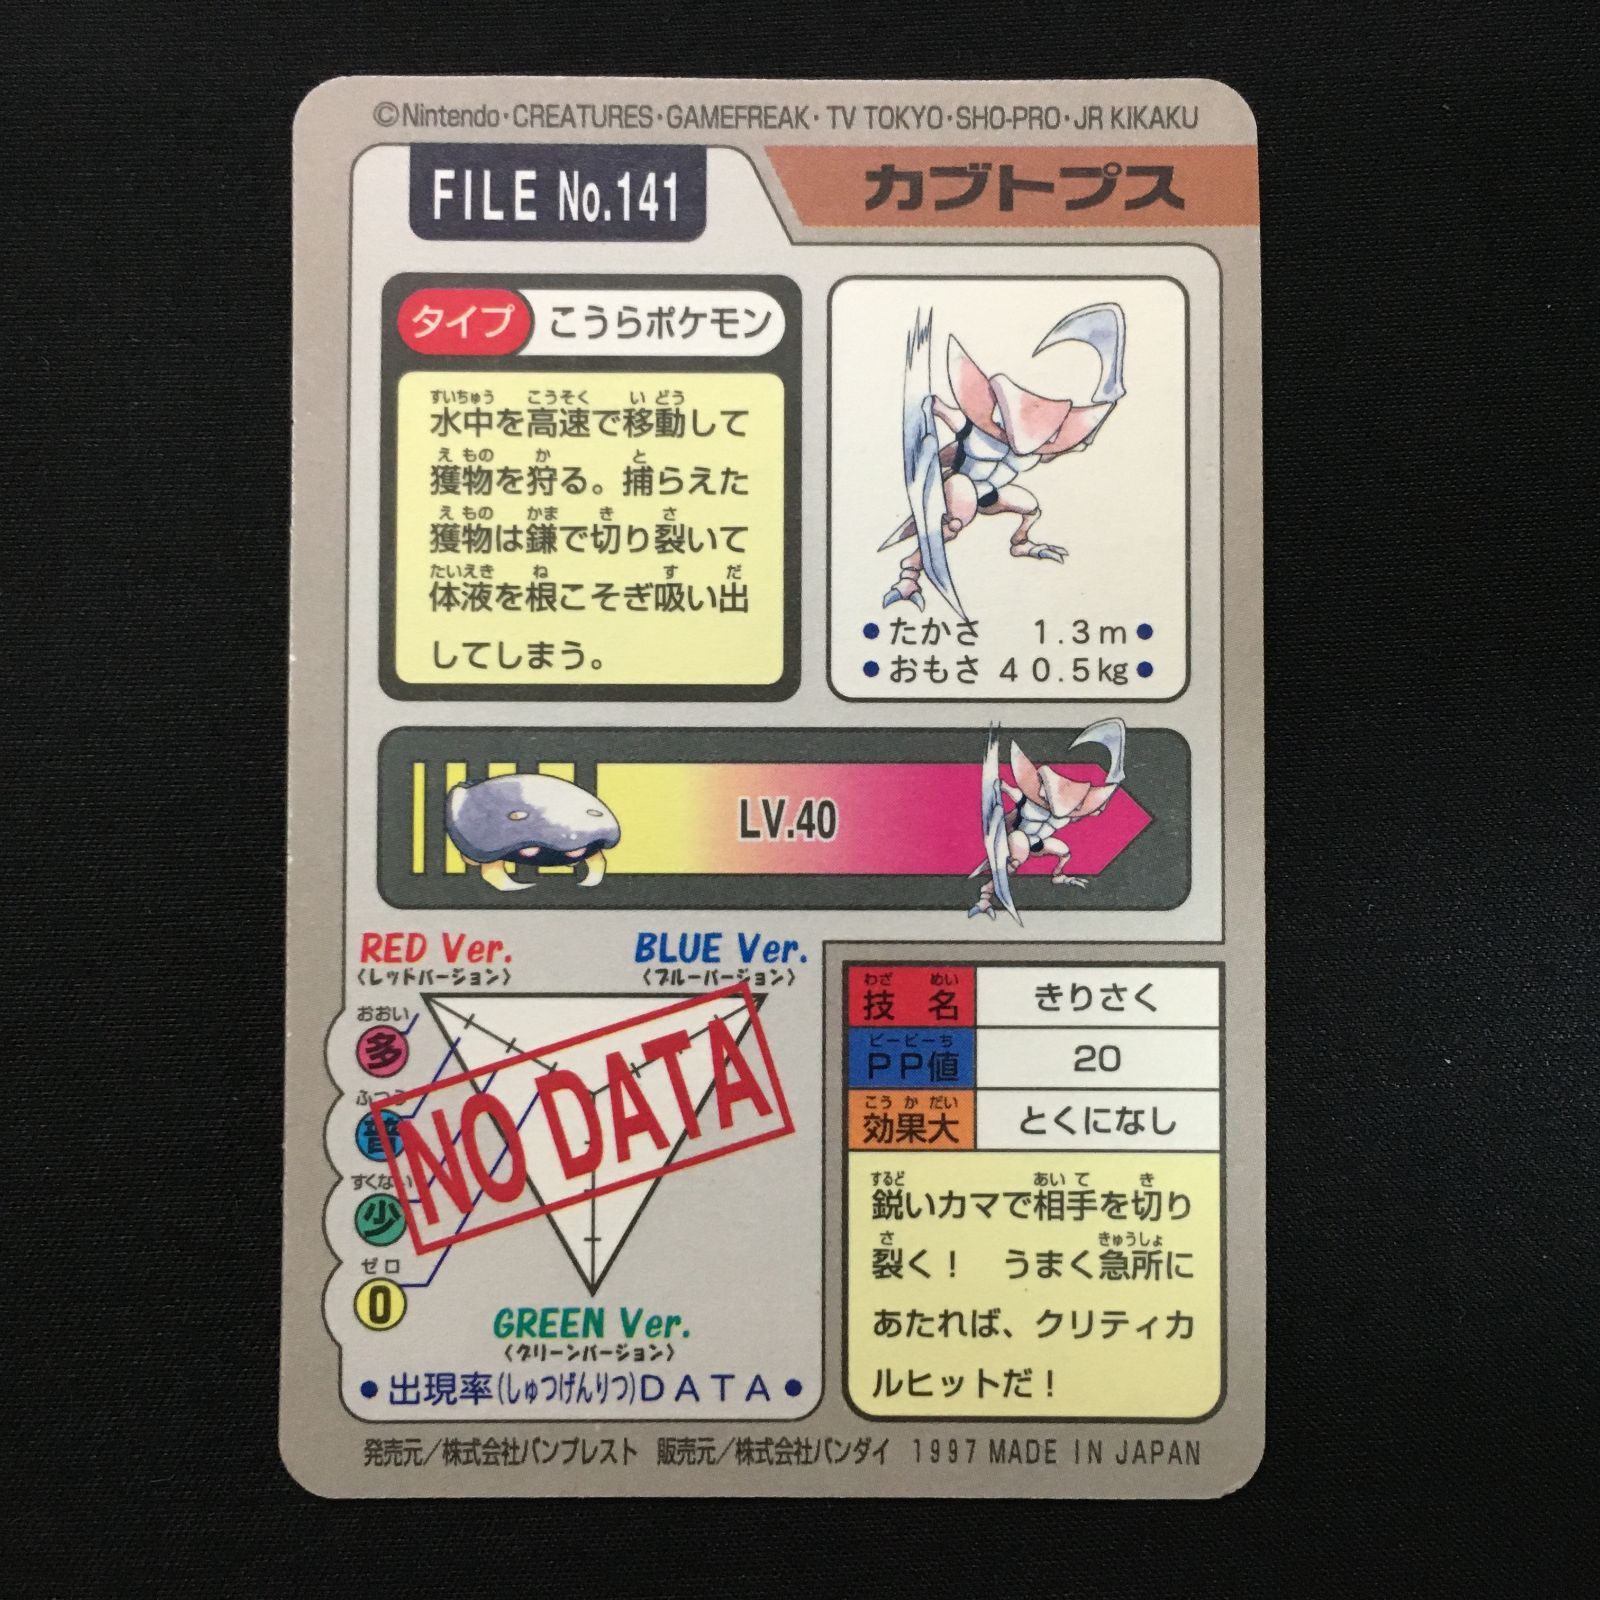 ©Nintendo・CREATURES・GAMEFREAK・TV TOKYO・SHO-PRO・JR KIKAKU
FILE No.141
カブトプス
タイプ こうらポケモン
すいちゅう こうそく いどう
水中を高速で移動して
えもの か と
獲物を狩る。捕らえた
えもの かま き さ
獲物は鎌で切り裂いて
たいえき ね す だ
体液を根こそぎ吸い出
してしまう。
●たかさ 1.3m●
●おもさ 40.5kg●
LV.40
RED Ver.
〈レッドバージョン〉
BLUE Ver.
〈ブルーバージョン〉
おおい
多
ふつう
普
すくない
少
ゼロ
0
NO DATA
GREEN Ver.
〈グリーンバージョン〉
●出現率(しゅつげんりつ)DATA●
わざ めい
技名 きりさく
ピーピーち
PP値 20
こうかだい
効果大 とくになし
するど あいて き
鋭いカマで相手を切り
さ きゅうしょ
裂く! うまく急所に
あたれば、クリティカ
ルヒットだ!
発売元/株式会社バンプレスト 販売元/株式会社バンダイ 1997 MADE IN JAPAN